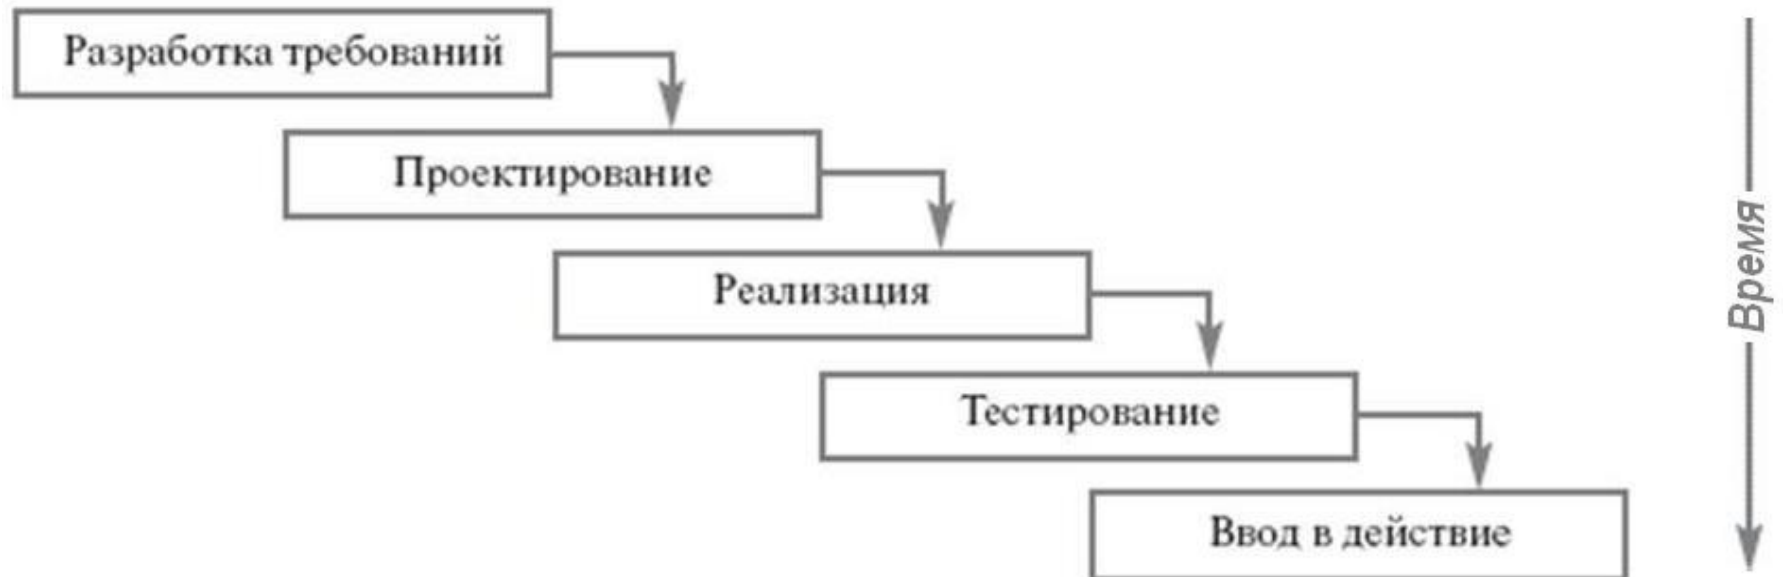 Разработка требований
Проектирование
Реализация
Тестирование
Ввод в действие
Время